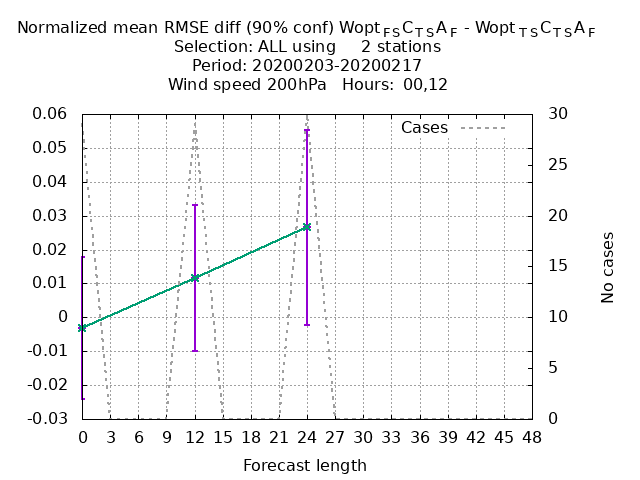 Normalized mean RMSE diff (90% conf) Wopt FS C TS A F - Wopt TS C TS A F
Selection: ALL using 2 stations
Period: 20200203-20200217
Wind speed 200hPa Hours: 00,12
Cases
0.06
0.05
0.04
0.03
0.02
0.01
0
-0.01
-0.02
-0.03
30
25
20
15
10
5
0
No cases
0 3 6 9 12 15 18 21 24 27 30 33 36 39 42 45 48
Forecast length